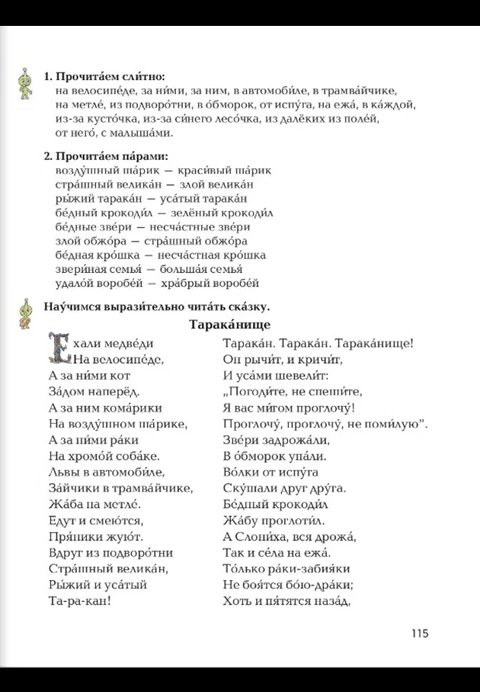 1. Прочита́ем сли́тно:
на велосипе́де, за ни́ми, за ним, в автомоби́ле, в трамва́йчике,
на метле́, из подворо́тни, в о́бморок, от испу́га, на ежа́, в ка́ждой,
из-за кусто́чка, из-за си́него лесо́чка, из далёких из поле́й,
от него́, с малыша́ми.
2. Прочита́ем па́рами:
возду́шный ша́рик — краси́вый ша́рик
стра́шный велика́н — злой велика́н
ры́жий тарака́н — уса́тый тарака́н
бе́дный крокоди́л — зелёный крокоди́л
бе́дные зве́ри — несча́стные зве́ри
злой обжо́ра — стра́шный обжо́ра
бе́дная кро́шка — несча́стная кро́шка
звери́ная семья́ — больша́я семья́
удало́й воробе́й — хра́брый воробе́й
Нау́чимся вырази́тельно чита́ть ска́зку.
Тарака́нище
Е́хали медве́ди
На велосипе́де,
А за ни́ми кот
За́дом наперёд.
А за ним кома́рики
На возду́шном ша́рике,
А за ни́ми ра́ки
На хромо́й соба́ке.
Львы в автомоби́ле,
За́йчики в трамва́йчике,
Жа́ба на метле́.
Е́дут и смею́тся,
Пря́ники жую́т.
Вдруг из подворо́тни
Стра́шный велика́н,
Ры́жий и уса́тый
Та-ра-кан!
Тарака́н. Тарака́н. Тарака́нище!
Он рычи́т, и кричи́т,
И уса́ми шевели́т:
„Погоди́те, не спеши́те,
Я вас ми́гом проглочу́!
Проглочу́, проглочу́, не поми́лую”.
Зве́ри задрожа́ли,
В о́бморок упа́ли.
Во́лки от испу́га
Ску́шали друг дру́га.
Бе́дный крокоди́л
Жа́бу проглоти́л.
А Слони́ха, вся дрожа́,
Так и се́ла на ежа́.
То́лько ра́ки-забия́ки
Не боя́тся бо́ю-дра́ки;
Хоть и пя́тятся наза́д,
115